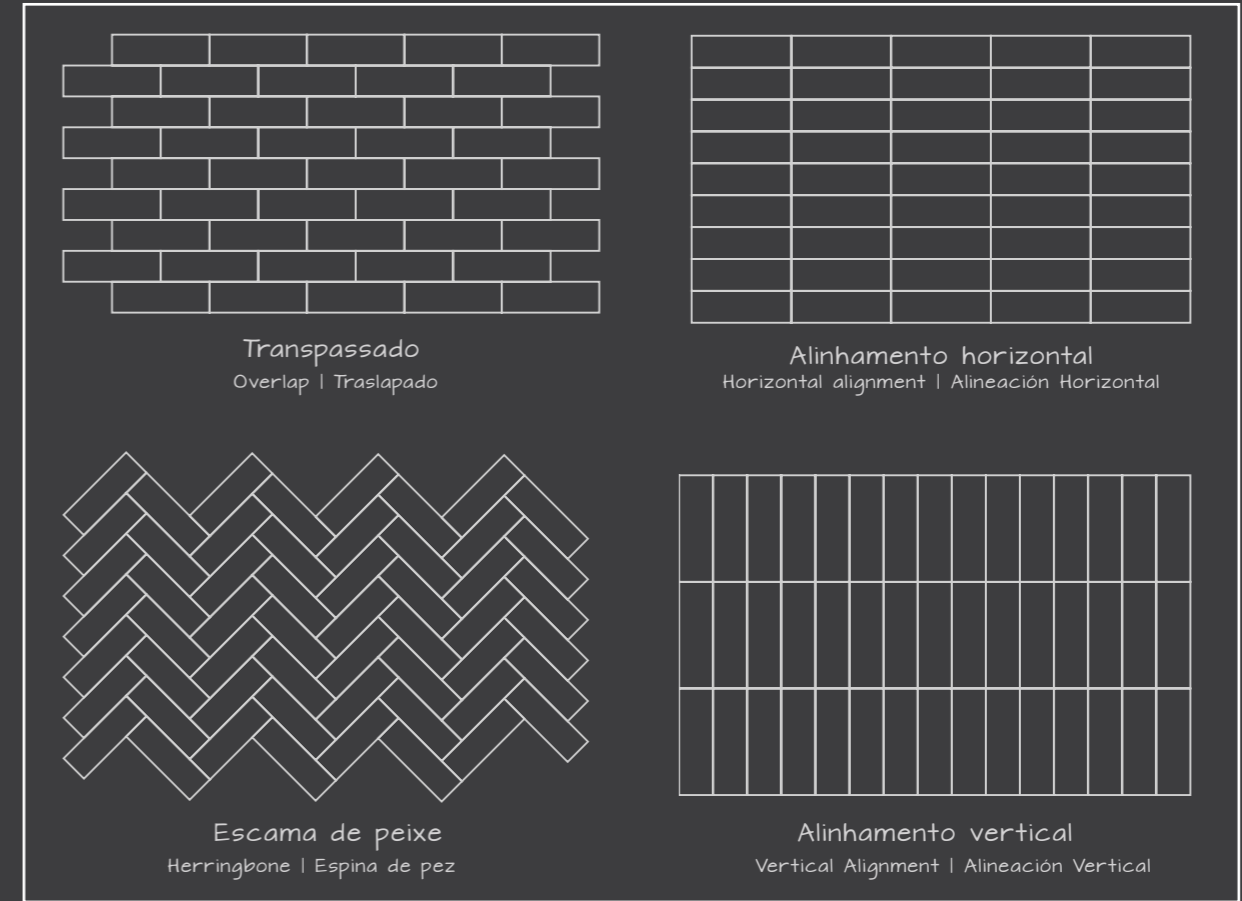 Transpassado
Overlap | Traslapado
Alinhamento horizontal
Horizontal alignment | Alineación Horizontal
Escama de peixe
Herringbone | Espina de pez
Alinhamento vertical
Vertical Alignment | Alineación Vertical